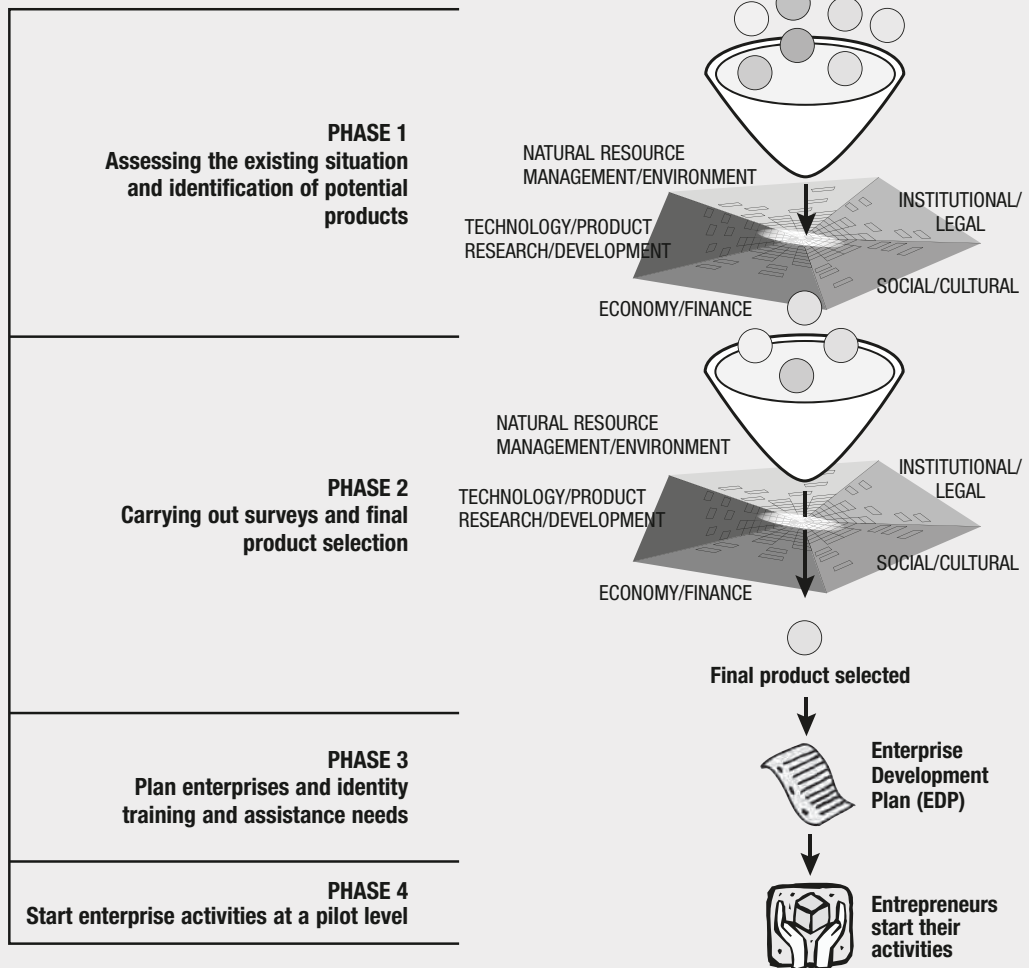 PHASE 1
Assessing the existing situation
and identification of potential
products
NATURAL RESOURCE
MANAGEMENT/ENVIRONMENT
INSTITUTIONAL/
LEGAL
TECHNOLOGY/PRODUCT
RESEARCH/DEVELOPMENT
SOCIAL/CULTURAL
ECONOMY/FINANCE
PHASE 2
Carrying out surveys and final
product selection
NATURAL RESOURCE
MANAGEMENT/ENVIRONMENT
INSTITUTIONAL/
LEGAL
TECHNOLOGY/PRODUCT
RESEARCH/DEVELOPMENT
SOCIAL/CULTURAL
ECONOMY/FINANCE
Final product selected
PHASE 3
Plan enterprises and identity
training and assistance needs
Enterprise
Development
Plan (EDP)
PHASE 4
Start enterprise activities at a pilot level
Entrepreneurs
start their
activities